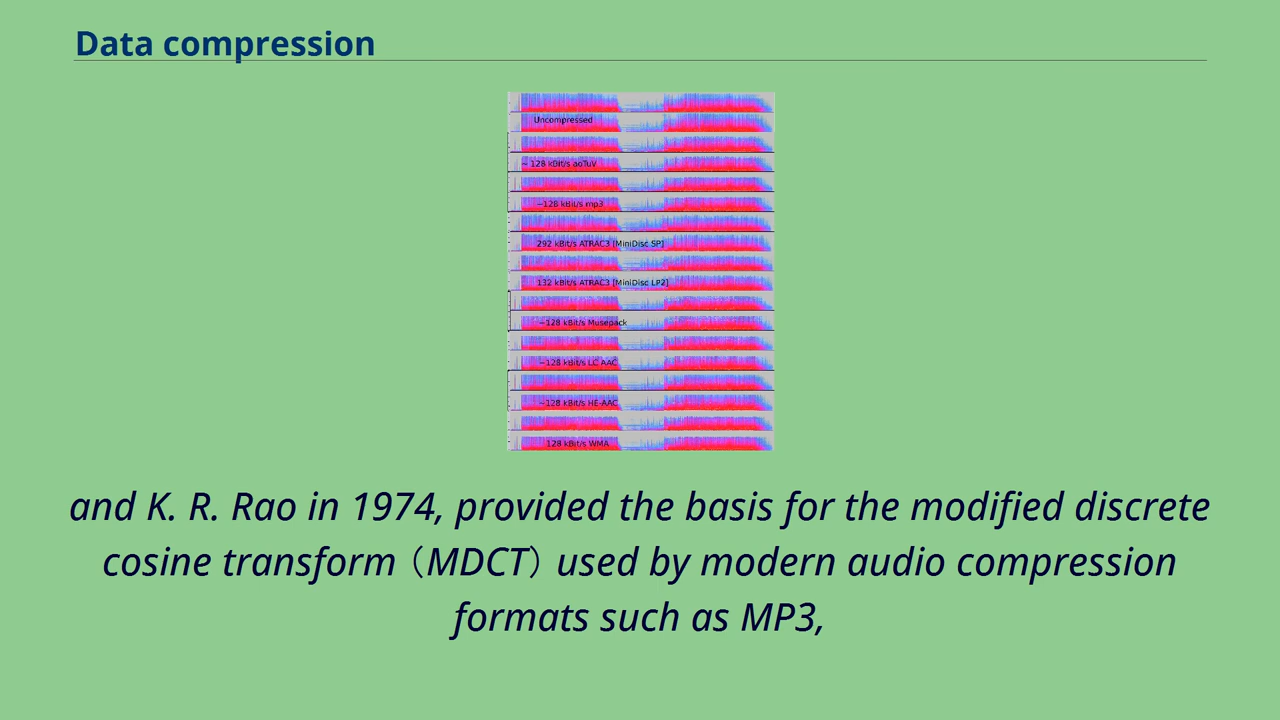 Data compression
Uncompressed
~ 128 kBit/s aoTuV
~128 kBit/s mp3
292 kBit/s ATRAC3 [MiniDisc SP]
132 kBit/s ATRAC3 [MiniDisc LP2]
~128 kBit/s Musepack
~128 kBit/s LC AAC
~128 kBit/s HE-AAC
128 kBit/s WMA
and K. R. Rao in 1974, provided the basis for the modified discrete
cosine transform（MDCT）used by modern audio compression
formats such as MP3,